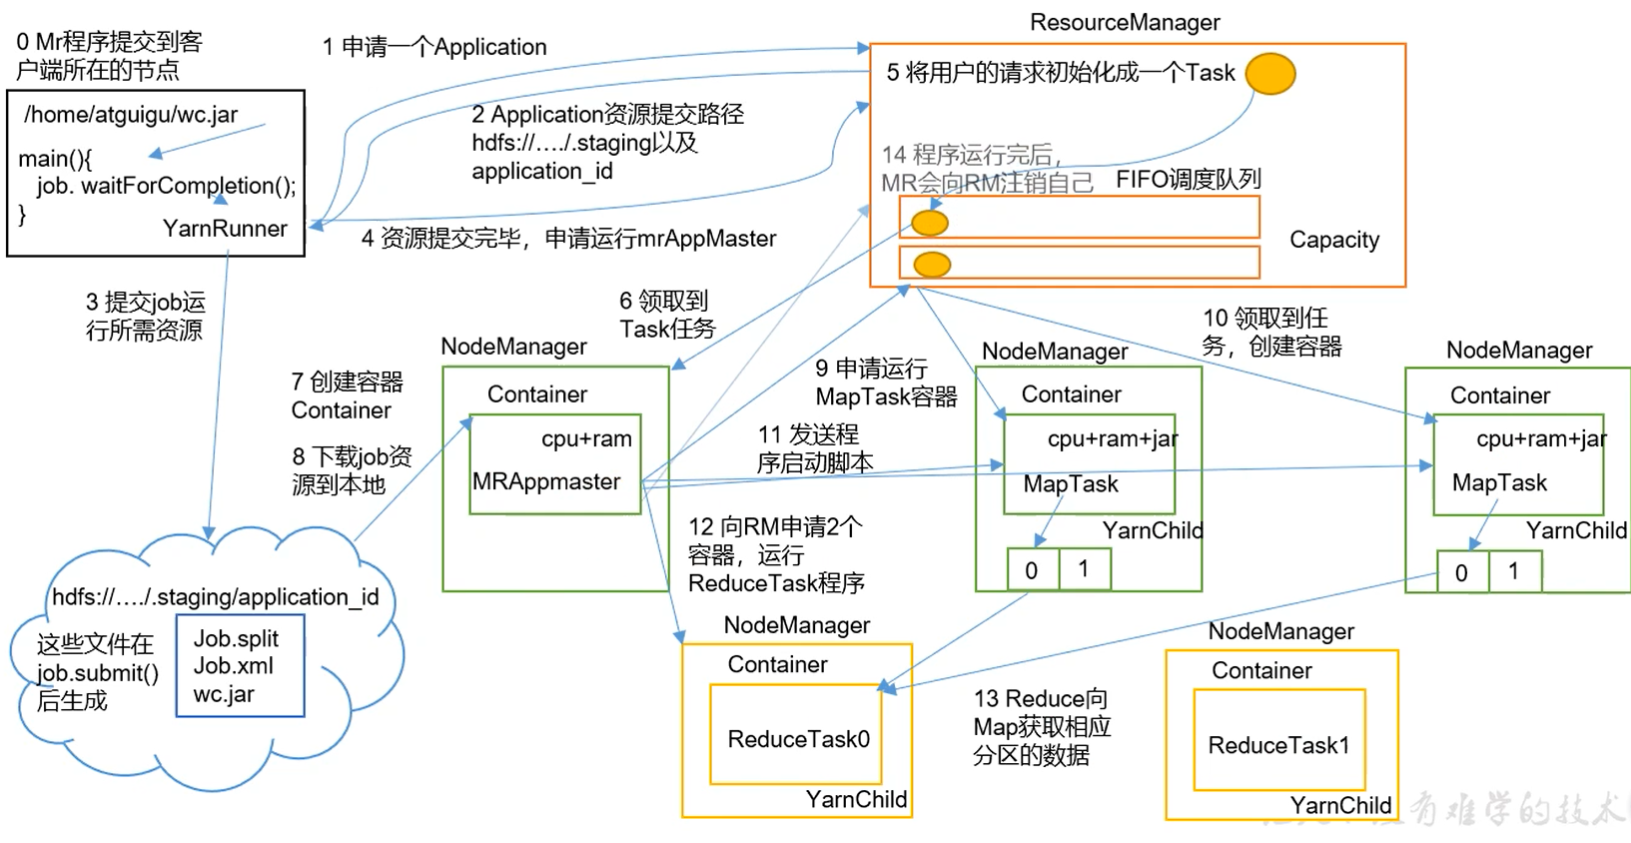 ResourceManager
0 Mr程序提交到客
户端所在的节点
1 申请一个Application
5 将用户的请求初始化成一个Task
/home/atguigu/wc.jar
main(){
job. waitForCompletion();
}
YarnRunner
2 Application资源提交路径
hdfs://…./.staging以及
application_id
14 程序运行完后，
MR会向RM注销自己
FIFO调度队列
Capacity
4 资源提交完毕，申请运行mrAppMaster
3 提交job运
行所需资源
6 领取到
Task任务
10 领取到任
务，创建容器
NodeManager
Container
cpu+ram
MRAppmaster
7 创建容器
Container
8 下载job资
源到本地
9 申请运行
MapTask容器
11 发送程
序启动脚本
NodeManager
Container
cpu+ram+jar
MapTask
YarnChild
0 1
NodeManager
Container
cpu+ram+jar
MapTask
YarnChild
0 1
12 向RM申请2个
容器，运行
ReduceTask程序
hdfs://…./.staging/application_id
这些文件在
job.submit()
后生成
Job.split
Job.xml
wc.jar
NodeManager
Container
ReduceTask0
YarnChild
13 Reduce向
Map获取相应
分区的数据
NodeManager
Container
ReduceTask1
YarnChild
有难学的技术